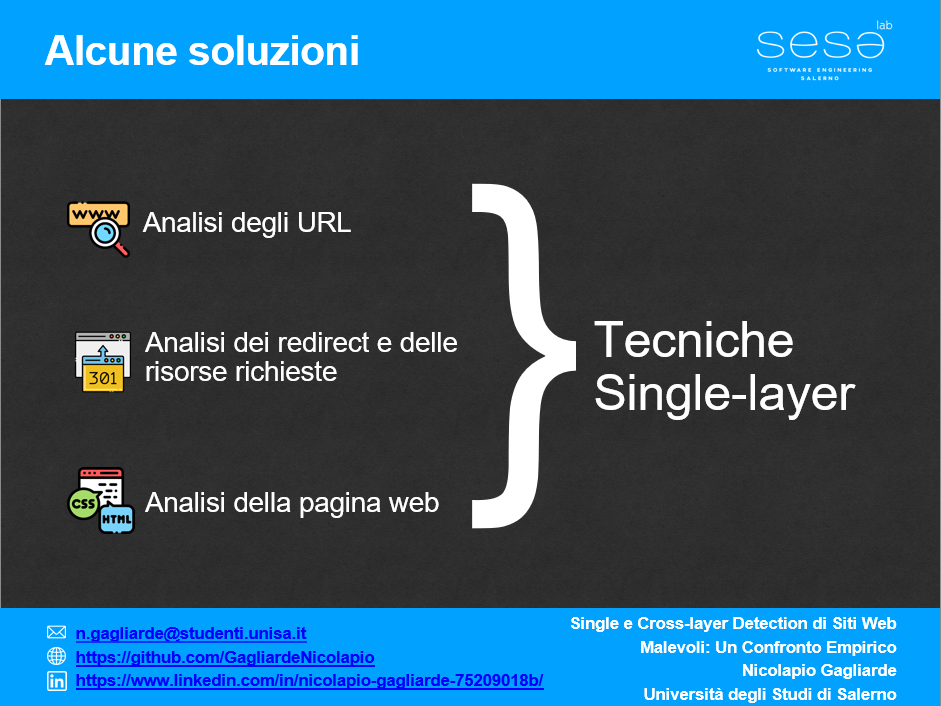 Alcune soluzioni
sesa lab
SOFTWARE ENGINEERING
SALERNO
www
Analisi degli URL
301
Analisi dei redirect e delle
risorse richieste
CSS
HTML
Analisi della pagina web
}
Tecniche
Single-layer
n.gagliarde@studenti.unisa.it
https://github.com/GagliardeNicolapio
https://www.linkedin.com/in/nicolapio-gagliarde-75209018b/
in
Single e Cross-layer Detection di Siti Web
Malevoli: Un Confronto Empirico
Nicolapio Gagliarde
Università degli Studi di Salerno